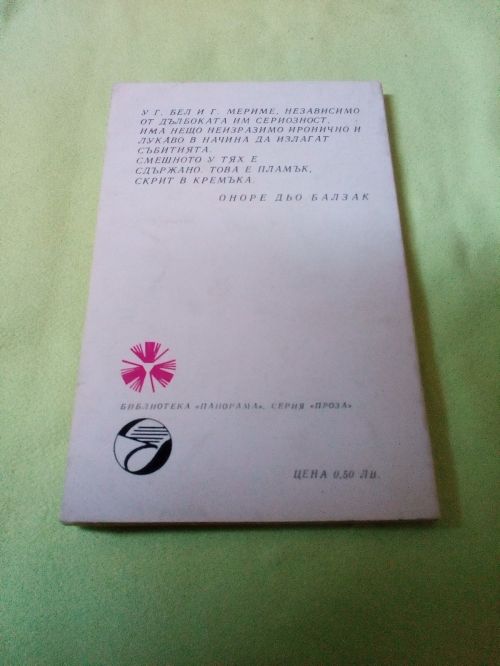 У Г. БЕЛ И Г. МЕРИМЕ, НЕЗАВИСИМО
ОТ ДЪЛБОКАТА ИМ СЕРИОЗНОСТ,
ИМА НЕЩО НЕИЗРАЗИМО ИРОНИЧНО И
ЛУКАВО В НАЧИНА ДА ИЗЛАГАТ
СЪБИТИЯТА.
СМЕШНОТО У ТЯХ Е
СДЪРЖАНО. ТОВА Е ПЛАМЪК,
СКРИТ В КРЕМЪКА.
ОНОРЕ ДЬО БАЛЗАК
БИБЛИОТЕКА «ПАНОРАМА», СЕРИЯ «ПРОЗА»
ЦЕНА 0,50 ЛВ.